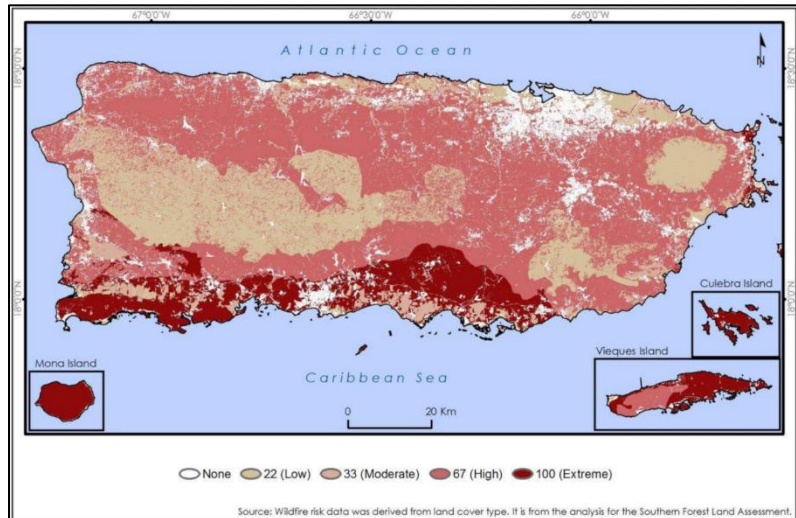 67°0'0"W
66°30'0"W
66°0'0"W
18°30'0"N
18°30'0"N
Atlantic Ocean
N
18°0'0"N
18°0'0"N
Culebra Island
Vieques Island
Mona Island
Caribbean Sea
0 20 Km
None 22 (Low) 33 (Moderate) 67 (High) 100 (Extreme)
Source: Wildfire risk data was derived from land cover type. It is from the analysis for the Southern Forest Land Assessment.